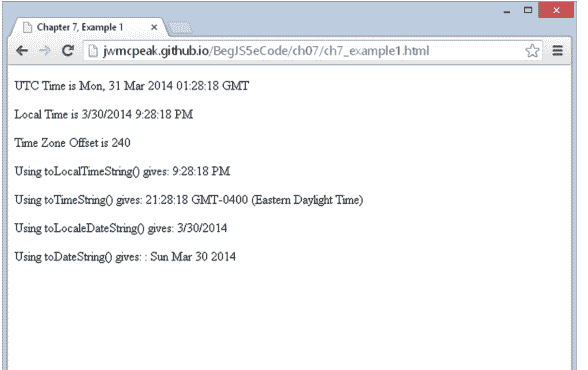 Chapter 7, Example 1
jwmcpeak.github.io/BegJS5eCode/ch07/ch7_example1.html
UTC Time is Mon, 31 Mar 2014 01:28:18 GMT
Local Time is 3/30/2014 9:28:18 PM
Time Zone Offset is 240
Using toLocalTimeString() gives: 9:28:18 PM
Using toTimeString() gives: 21:28:18 GMT-0400 (Eastern Daylight Time)
Using toLocaleDateString() gives: 3/30/2014
Using toDateString() gives: : Sun Mar 30 2014